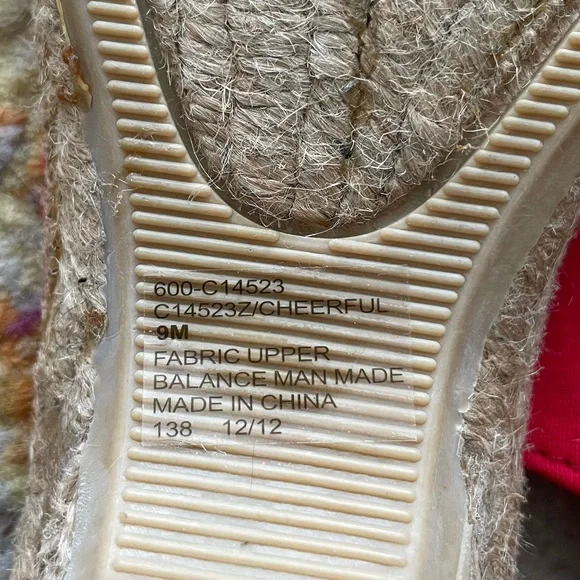 600-C14523
C14523Z/CHEERFUL
9M
FABRIC UPPER
BALANCE MAN MADE
MADE IN CHINA
138 12/12